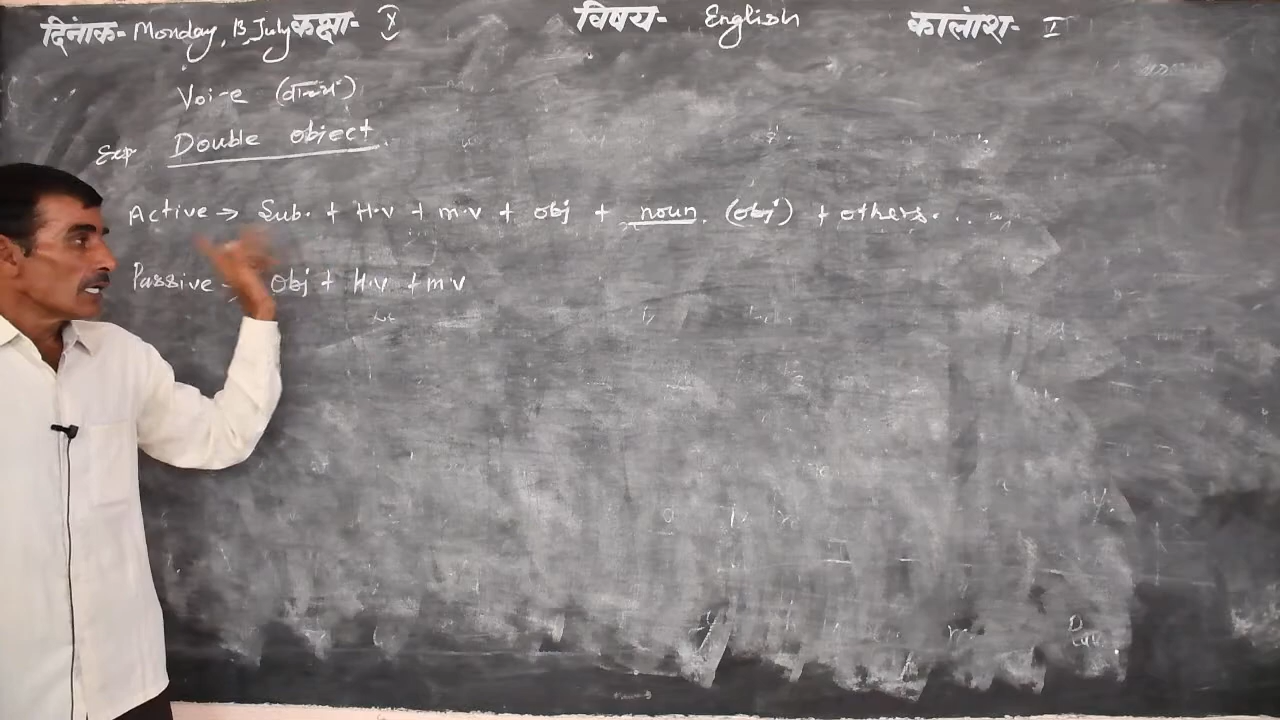 दिनांक- Monday, 13 July कक्षा- X विषय- English कालांश- I
Voice (वाच्य)
Exp Double object.
Active → Sub. + H.v + m.v + obj + noun. (obj) + others...
Passive → Obj + H.v + m.v